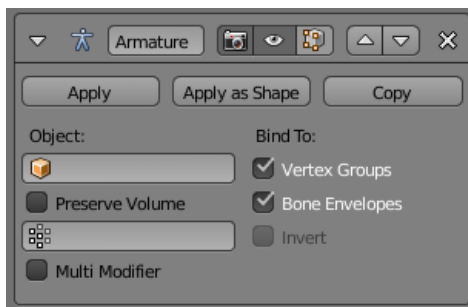 Armature
Apply Apply as Shape Copy
Object: Bind To:
Vertex Groups
Preserve Volume Bone Envelopes
Invert
Multi Modifier